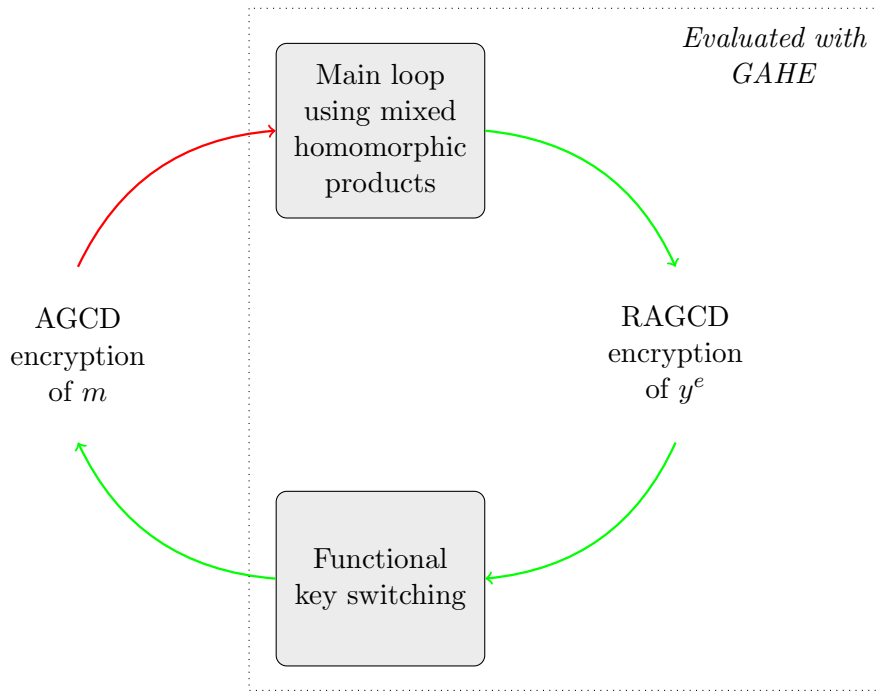 Evaluated with
GAHE
Main loop
using mixed
homomorphic
products
AGCD
encryption
of m
RAGCD
encryption
of y^e
Functional
key switching